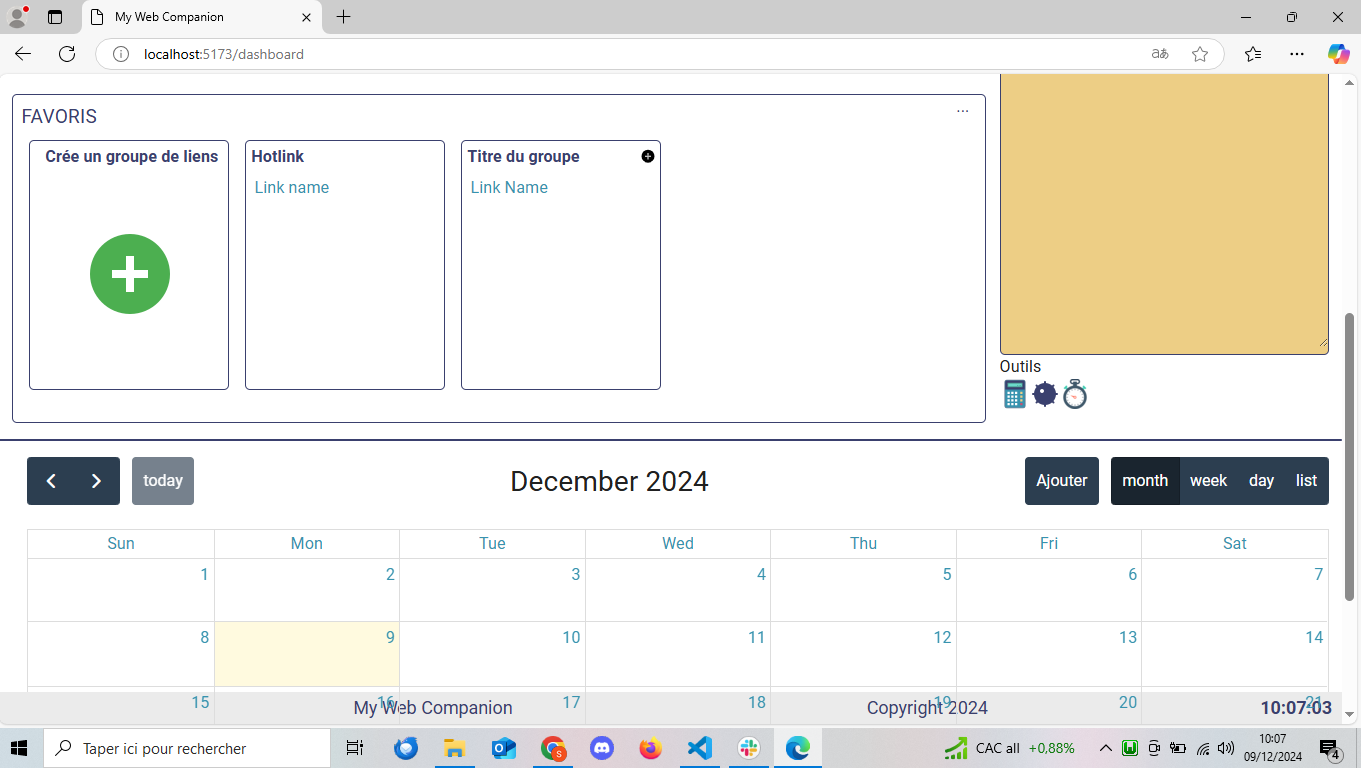 My Web Companion
localhost:5173/dashboard
FAVORIS
...
Crée un groupe de liens
Hotlink
Link name
Titre du groupe
Link Name
Outils
today
December 2024
Ajouter
month week day list
Sun Mon Tue Wed Thu Fri Sat
1 2 3 4 5 6 7
8 9 10 11 12 13 14
15 16 17 18 19 20 21
My Web Companion Copyright 2024 10:07:03
Taper ici pour rechercher
CAC all +0,88%
10:07
09/12/2024
4